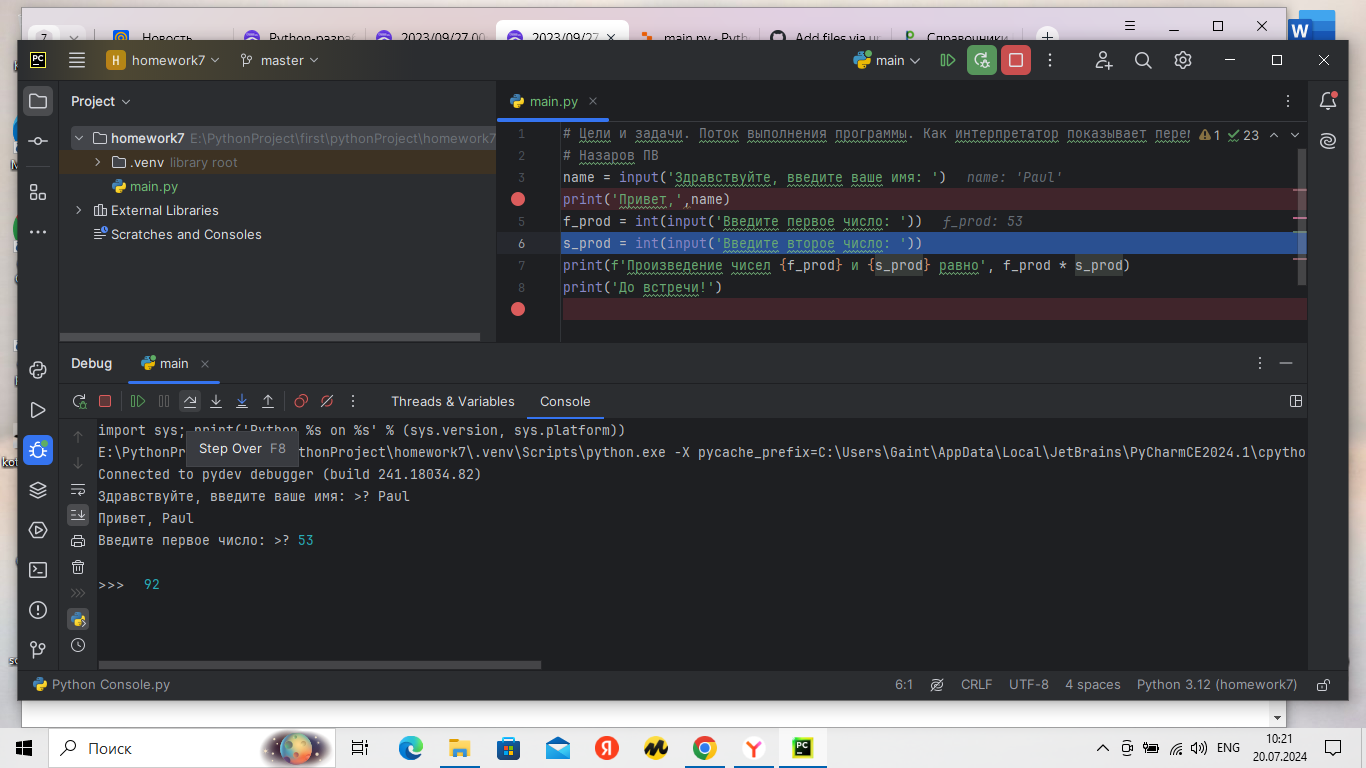 7
Новость
Python-разраб
2023/09/27 00
2023/09/27
main.py - Pyth
Add files via u
Справочники
W
PC
H homework7
master
main
Project
main.py
homework7 E:\PythonProject\first\pythonProject\homework7
.venv library root
main.py
External Libraries
Scratches and Consoles
1 # Цели и задачи. Поток выполнения программы. Как интерпретатор показывает 1 23
2 # Назаров ПВ
3 name = input('Здравствуйте, введите ваше имя: ') name: 'Paul'
print('Привет,',name)
5 f_prod = int(input('Введите первое число: ')) f_prod: 53
6 s_prod = int(input('Введите второе число: '))
7 print(f'Произведение чисел {f_prod} и {s_prod} равно', f_prod * s_prod)
8 print('До встречи!')
Debug
main
Threads & Variables
Console
import sys; print('Python %s on %s' % (sys.version, sys.platform))
Step Over F8
E:\PythonPr thonProject\homework7\.venv\Scripts\python.exe -X pycache_prefix=C:\Users\Gaint\AppData\Local\JetBrains\PyCharmCE2024.1\cpytho
Connected to pydev debugger (build 241.18034.82)
Здравствуйте, введите ваше имя: >? Paul
Привет, Paul
Введите первое число: >? 53
>>> 92
Python Console.py
6:1
CRLF
UTF-8
4 spaces
Python 3.12 (homework7)
Поиск
Я
Y
PC
ENG
10:21
20.07.2024